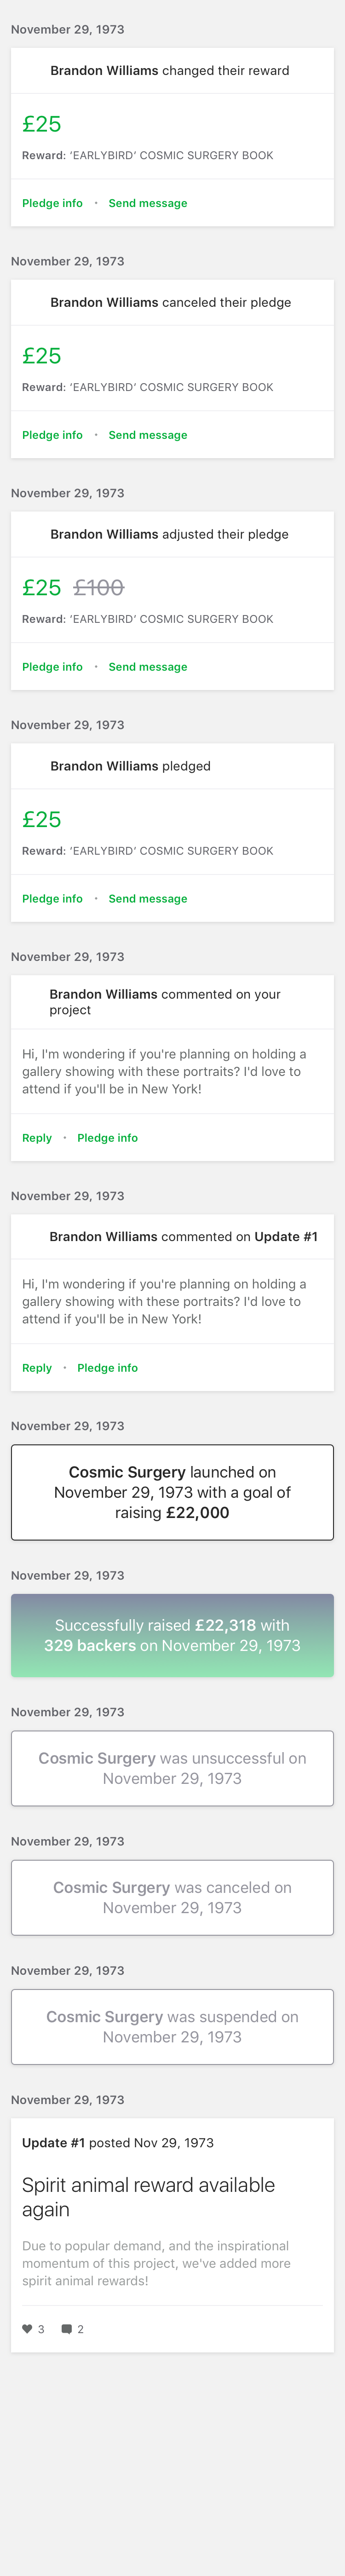 November 29, 1973
Brandon Williams changed their reward
£25
Reward: ‘EARLYBIRD’ COSMIC SURGERY BOOK
Pledge info • Send message
November 29, 1973
Brandon Williams canceled their pledge
£25
Reward: ‘EARLYBIRD’ COSMIC SURGERY BOOK
Pledge info • Send message
November 29, 1973
Brandon Williams adjusted their pledge
£25 £100
Reward: ‘EARLYBIRD’ COSMIC SURGERY BOOK
Pledge info • Send message
November 29, 1973
Brandon Williams pledged
£25
Reward: ‘EARLYBIRD’ COSMIC SURGERY BOOK
Pledge info • Send message
November 29, 1973
Brandon Williams commented on your
project
Hi, I'm wondering if you're planning on holding a
gallery showing with these portraits? I'd love to
attend if you'll be in New York!
Reply • Pledge info
November 29, 1973
Brandon Williams commented on Update #1
Hi, I'm wondering if you're planning on holding a
gallery showing with these portraits? I'd love to
attend if you'll be in New York!
Reply • Pledge info
November 29, 1973
Cosmic Surgery launched on
November 29, 1973 with a goal of
raising £22,000
November 29, 1973
Successfully raised £22,318 with
329 backers on November 29, 1973
November 29, 1973
Cosmic Surgery was unsuccessful on
November 29, 1973
November 29, 1973
Cosmic Surgery was canceled on
November 29, 1973
November 29, 1973
Cosmic Surgery was suspended on
November 29, 1973
November 29, 1973
Update #1 posted Nov 29, 1973
Spirit animal reward available
again
Due to popular demand, and the inspirational
momentum of this project, we've added more
spirit animal rewards!
3 2